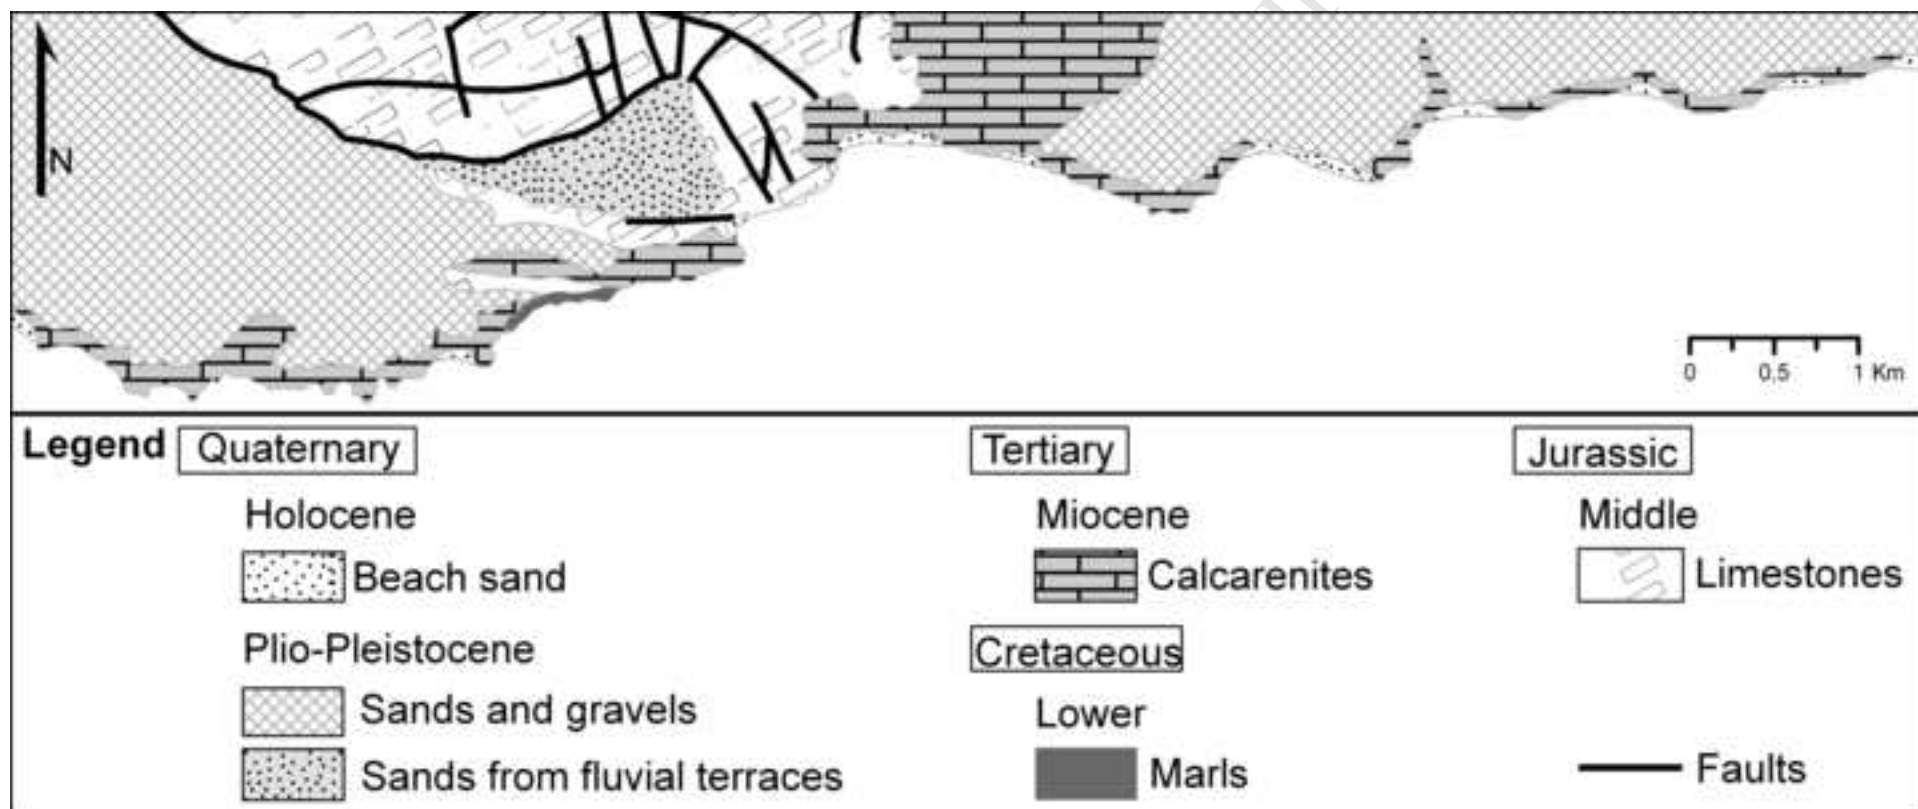 N
0 0,5 1 Km
Legend Quaternary Tertiary Jurassic
Holocene Miocene Middle
Beach sand Calcarenites Limestones
Plio-Pleistocene Cretaceous
Sands and gravels Lower
Sands from fluvial terraces Marls Faults